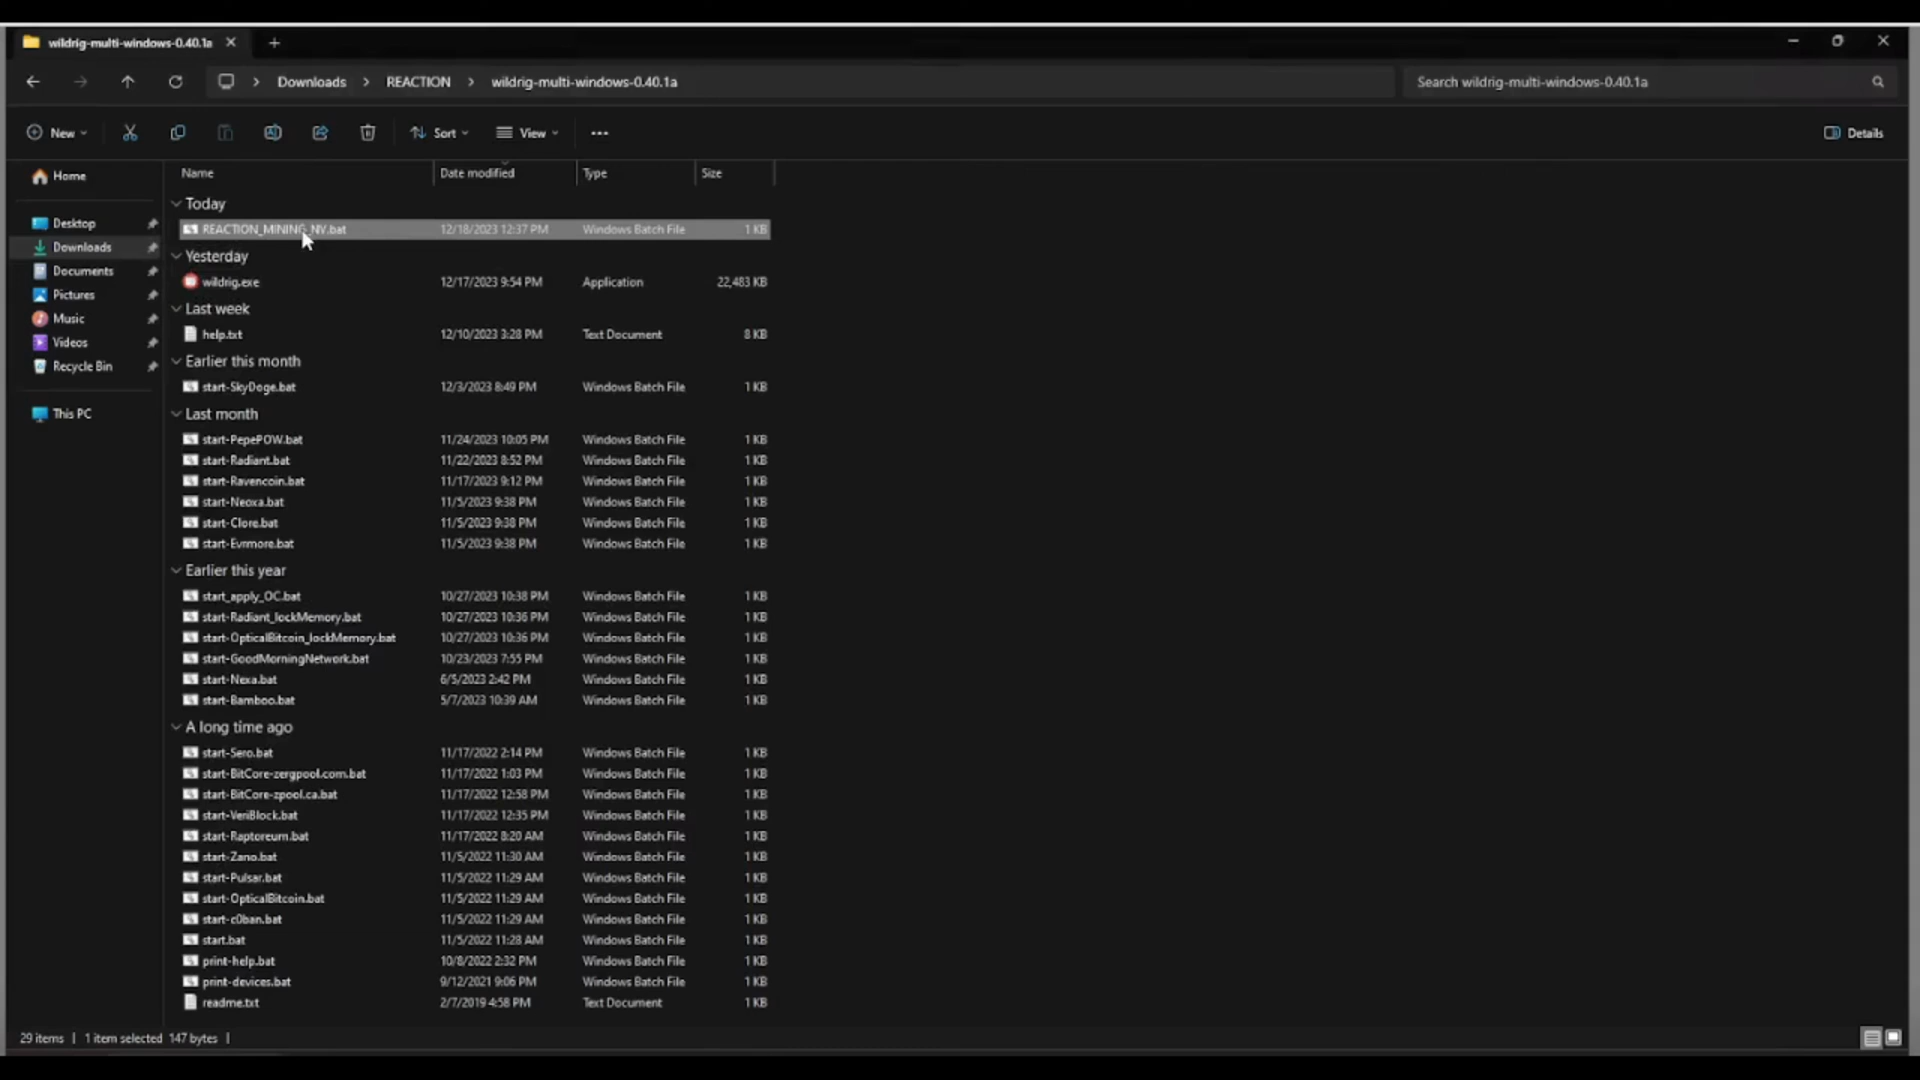 wildrig-multi-windows-0.40.1a
Downloads > REACTION > wildrig-multi-windows-0.40.1a
Search wildrig-multi-windows-0.40.1a
New
Sort
View
Details
Home
Desktop
Downloads
Documents
Pictures
Music
Videos
Recycle Bin
This PC
Name Date modified Type Size
Today
REACTION_MINING_NV.bat 12/18/2023 12:37 PM Windows Batch File 1 KB
Yesterday
wildrig.exe 12/17/2023 9:54 PM Application 22,483 KB
Last week
help.txt 12/10/2023 3:28 PM Text Document 8 KB
Earlier this month
start-SkyDoge.bat 12/3/2023 8:49 PM Windows Batch File 1 KB
Last month
start-PepePOW.bat 11/24/2023 10:05 PM Windows Batch File 1 KB
start-Radiant.bat 11/22/2023 8:52 PM Windows Batch File 1 KB
start-Ravencoin.bat 11/17/2023 9:12 PM Windows Batch File 1 KB
start-Neoxa.bat 11/5/2023 9:38 PM Windows Batch File 1 KB
start-Clore.bat 11/5/2023 9:38 PM Windows Batch File 1 KB
start-Evrmore.bat 11/5/2023 9:38 PM Windows Batch File 1 KB
Earlier this year
start_apply_OC.bat 10/27/2023 10:38 PM Windows Batch File 1 KB
start-Radiant_lockMemory.bat 10/27/2023 10:36 PM Windows Batch File 1 KB
start-OpticalBitcoin_lockMemory.bat 10/27/2023 10:36 PM Windows Batch File 1 KB
start-GoodMorningNetwork.bat 10/23/2023 7:55 PM Windows Batch File 1 KB
start-Nexa.bat 6/5/2023 2:42 PM Windows Batch File 1 KB
start-Bamboo.bat 5/7/2023 10:39 AM Windows Batch File 1 KB
A long time ago
start-Sero.bat 11/17/2022 2:14 PM Windows Batch File 1 KB
start-BitCore-zergpool.com.bat 11/17/2022 1:03 PM Windows Batch File 1 KB
start-BitCore-zpool.ca.bat 11/17/2022 12:58 PM Windows Batch File 1 KB
start-VeriBlock.bat 11/17/2022 12:35 PM Windows Batch File 1 KB
start-Raptoreum.bat 11/17/2022 8:20 AM Windows Batch File 1 KB
start-Zano.bat 11/5/2022 11:30 AM Windows Batch File 1 KB
start-Pulsar.bat 11/5/2022 11:29 AM Windows Batch File 1 KB
start-OpticalBitcoin.bat 11/5/2022 11:29 AM Windows Batch File 1 KB
start-c0ban.bat 11/5/2022 11:29 AM Windows Batch File 1 KB
start.bat 11/5/2022 11:28 AM Windows Batch File 1 KB
print-help.bat 10/8/2022 2:32 PM Windows Batch File 1 KB
print-devices.bat 9/12/2021 9:06 PM Windows Batch File 1 KB
readme.txt 2/7/2019 4:58 PM Text Document 1 KB
29 items | 1 item selected 147 bytes |